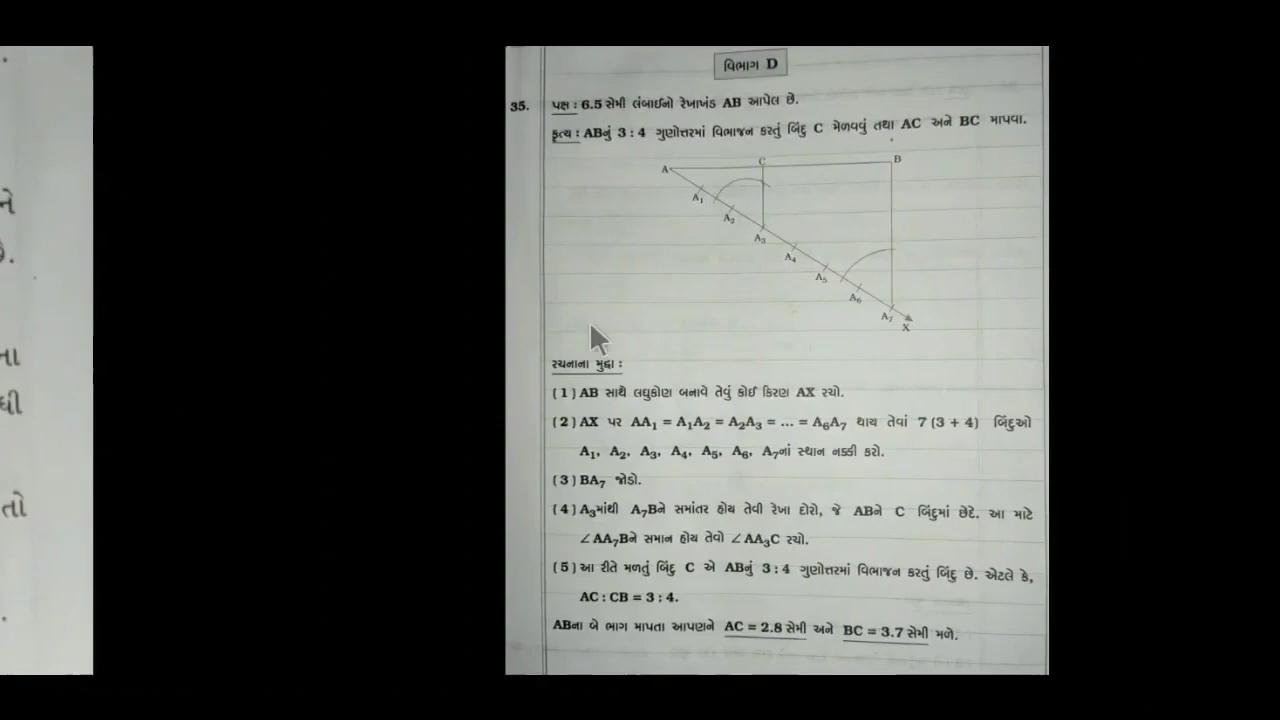 ને
છે.
ના
ધી
તો
વિભાગ D
35. પક્ષ : 6.5 સેમી લંબાઈનો રેખાખંડ AB આપેલ છે.
કૃત્ય : ABનું 3 : 4 ગુણોત્તરમાં વિભાજન કરતું બિંદુ C મેળવવું તથા AC અને BC માપવા.
A C B
A₁
A₂
A₃
A₄
A₅
A₆
A₇
X
રચનાના મુદ્દા :
(1) AB સાથે લઘુકોણ બનાવે તેવું કોઈ કિરણ AX રચો.
(2) AX પર AA₁ = A₁A₂ = A₂A₃ = ... = A₆A₇ થાય તેવાં 7 (3 + 4) બિંદુઓ
A₁, A₂, A₃, A₄, A₅, A₆, A₇નાં સ્થાન નક્કી કરો.
(3) BA₇ જોડો.
(4) A₃માંથી A₇Bને સમાંતર હોય તેવી રેખા દોરો, જે ABને C બિંદુમાં છેદે. આ માટે
∠AA₇Bને સમાન હોય તેવો ∠AA₃C રચો.
(5) આ રીતે મળતું બિંદુ C એ ABનું 3 : 4 ગુણોત્તરમાં વિભાજન કરતું બિંદુ છે. એટલે કે,
AC : CB = 3 : 4.
ABના બે ભાગ માપતા આપણને AC = 2.8 સેમી અને BC = 3.7 સેમી મળે.